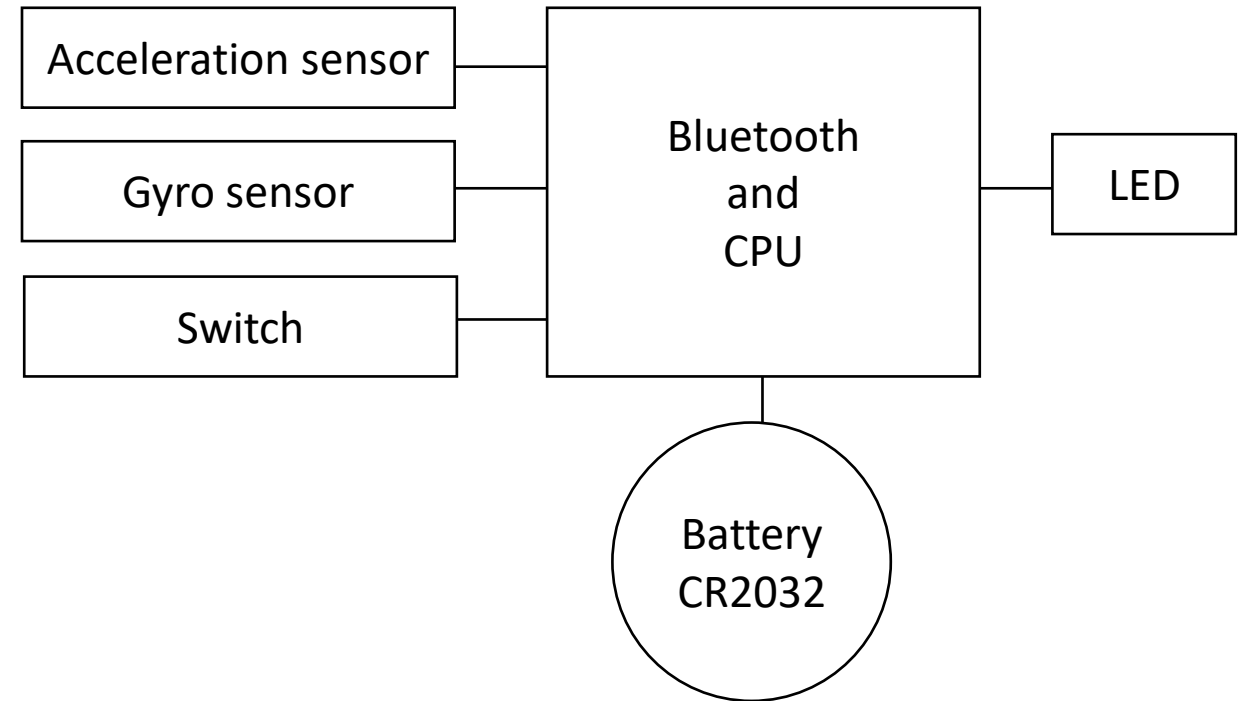 Acceleration sensor
Gyro sensor
Switch
Bluetooth
and
CPU
LED
Battery
CR2032